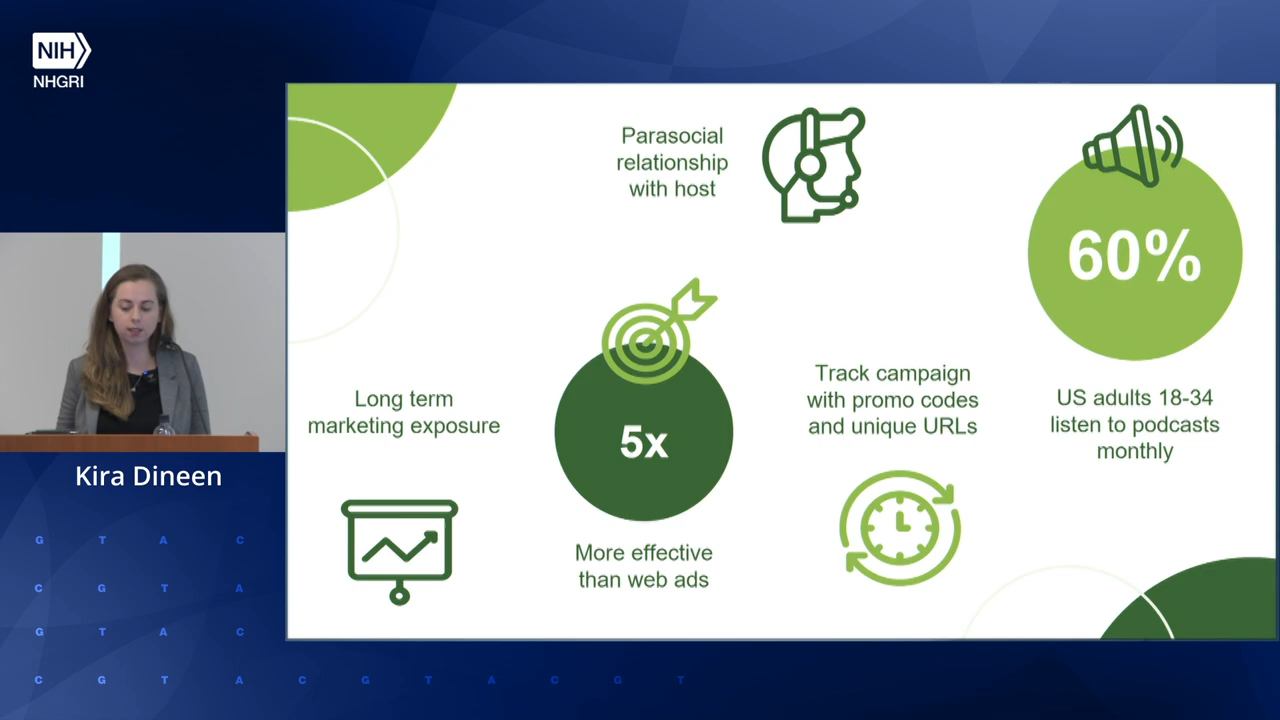 NIH
NHGRI
Parasocial
relationship
with host
60%
US adults 18-34
listen to podcasts
monthly
Long term
marketing exposure
5x
More effective
than web ads
Track campaign
with promo codes
and unique URLs
Kira Dineen
G T A C
C G T A
G T A C
C G T A C G T A C G T